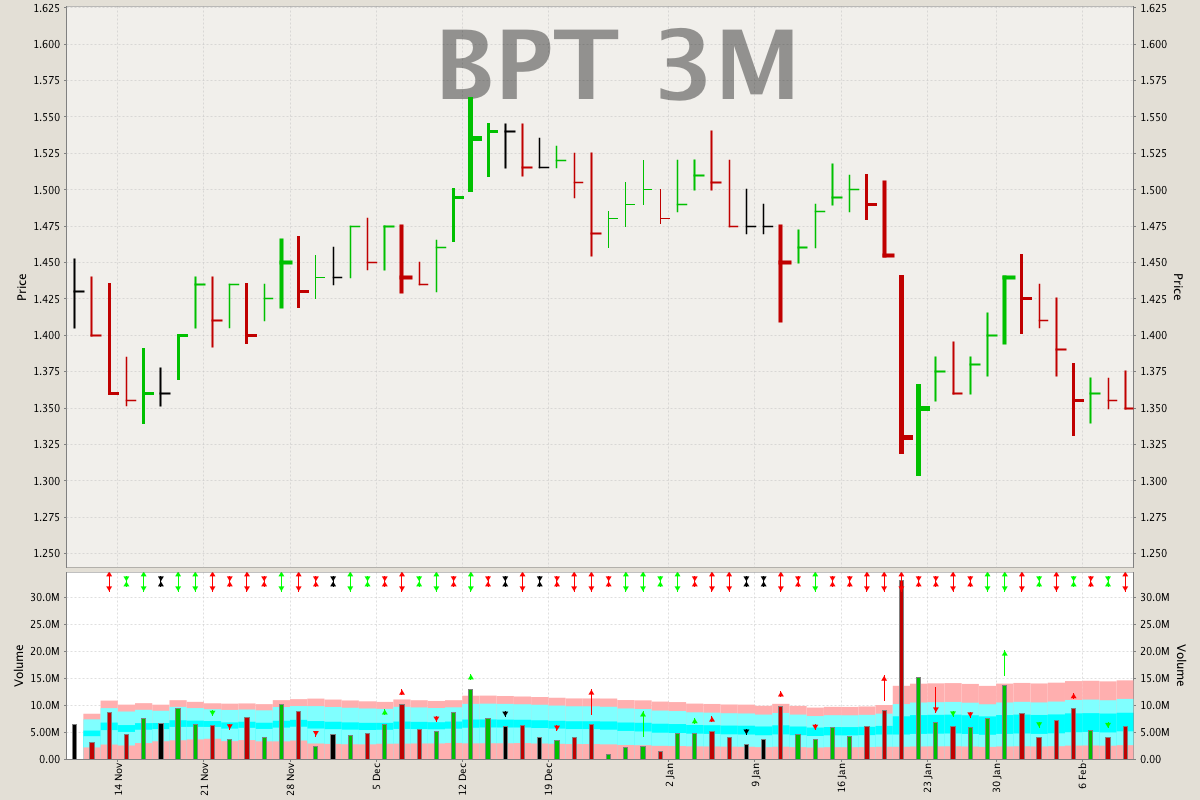 BPT 3M
1.625 1.625
1.600 1.600
1.575 1.575
1.550 1.550
1.525 1.525
1.500 1.500
1.475 1.475
1.450 1.450
1.425 1.425
1.400 1.400
1.375 1.375
1.350 1.350
1.325 1.325
1.300 1.300
1.275 1.275
1.250 1.250
Price Price
30.0M 30.0M
25.0M 25.0M
20.0M 20.0M
15.0M 15.0M
10.0M 10.0M
5.00M 5.00M
0.00 0.00
Volume Volume
14 Nov 21 Nov 28 Nov 5 Dec 12 Dec 19 Dec 2 Jan 9 Jan 16 Jan 23 Jan 30 Jan 6 Feb